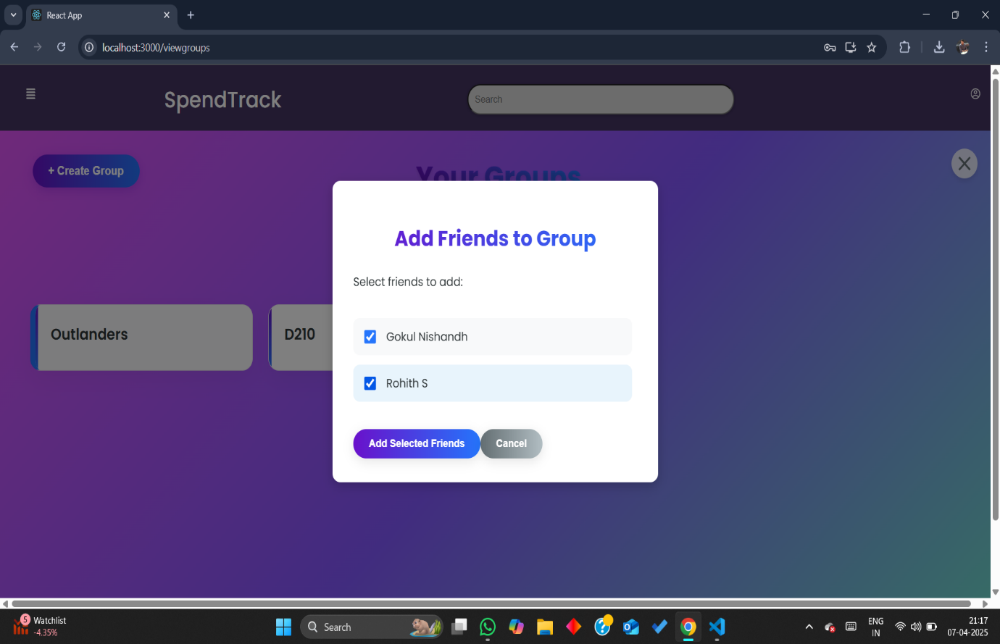 React App
localhost:3000/viewgroups
SpendTrack
Search
+ Create Group
Your Groups
Add Friends to Group
Select friends to add:
Outlanders
D210
Gokul Nishandh
Rohith S
Add Selected Friends
Cancel
5
Watchlist
-4.35%
Search
ENG
IN
21:17
07-04-2025